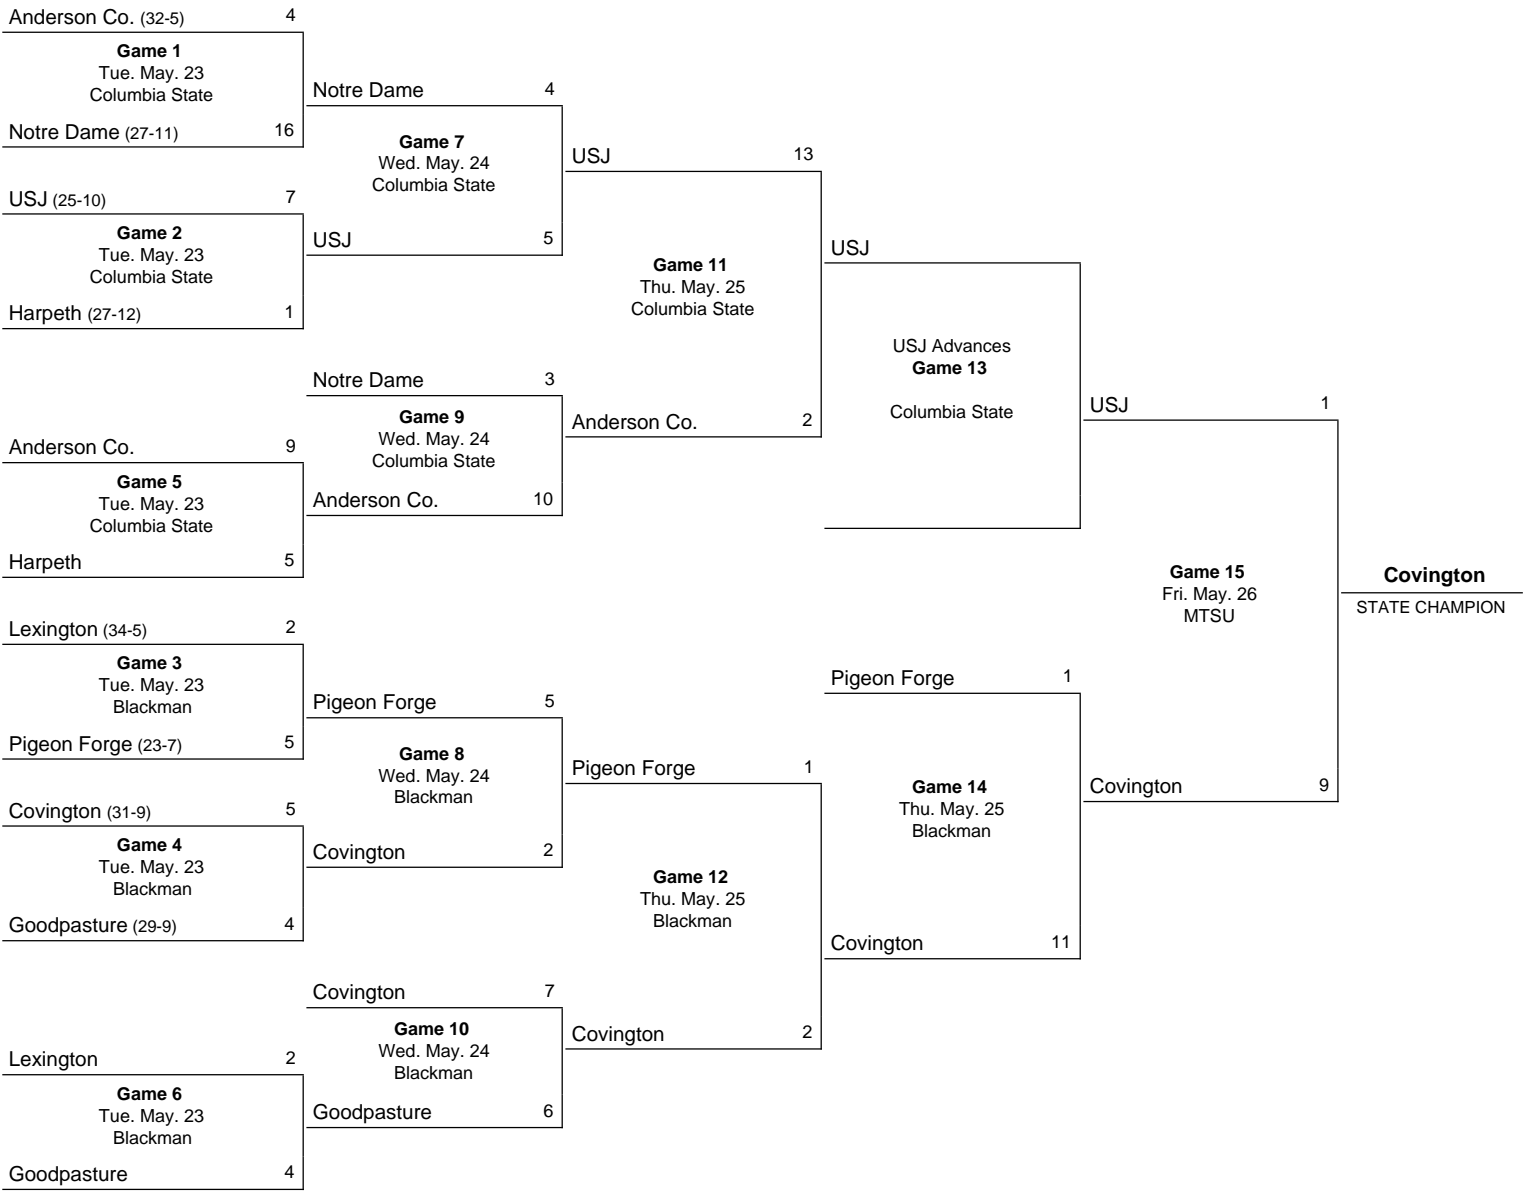 Anderson Co. (32-5) 4
Game 1
Tue. May. 23
Columbia State
Notre Dame (27-11) 16
USJ (25-10) 7
Game 2
Tue. May. 23
Columbia State
Harpeth (27-12) 1
Anderson Co. 9
Game 5
Tue. May. 23
Columbia State
Harpeth 5
Lexington (34-5) 2
Game 3
Tue. May. 23
Blackman
Pigeon Forge (23-7) 5
Covington (31-9) 5
Game 4
Tue. May. 23
Blackman
Goodpasture (29-9) 4
Lexington 2
Game 6
Tue. May. 23
Blackman
Goodpasture 4
Notre Dame 4
Game 7
Wed. May. 24
Columbia State
USJ 5
Notre Dame 3
Game 9
Wed. May. 24
Columbia State
Anderson Co. 10
Pigeon Forge 5
Game 8
Wed. May. 24
Blackman
Covington 2
Covington 7
Game 10
Wed. May. 24
Blackman
Goodpasture 6
USJ 13
Game 11
Thu. May. 25
Columbia State
Anderson Co. 2
Pigeon Forge 1
Game 12
Thu. May. 25
Blackman
Covington 2
USJ
USJ Advances
Game 13
Columbia State
Pigeon Forge 1
Game 14
Thu. May. 25
Blackman
Covington 11
USJ 1
Game 15
Fri. May. 26
MTSU
Covington 9
Covington
STATE CHAMPION